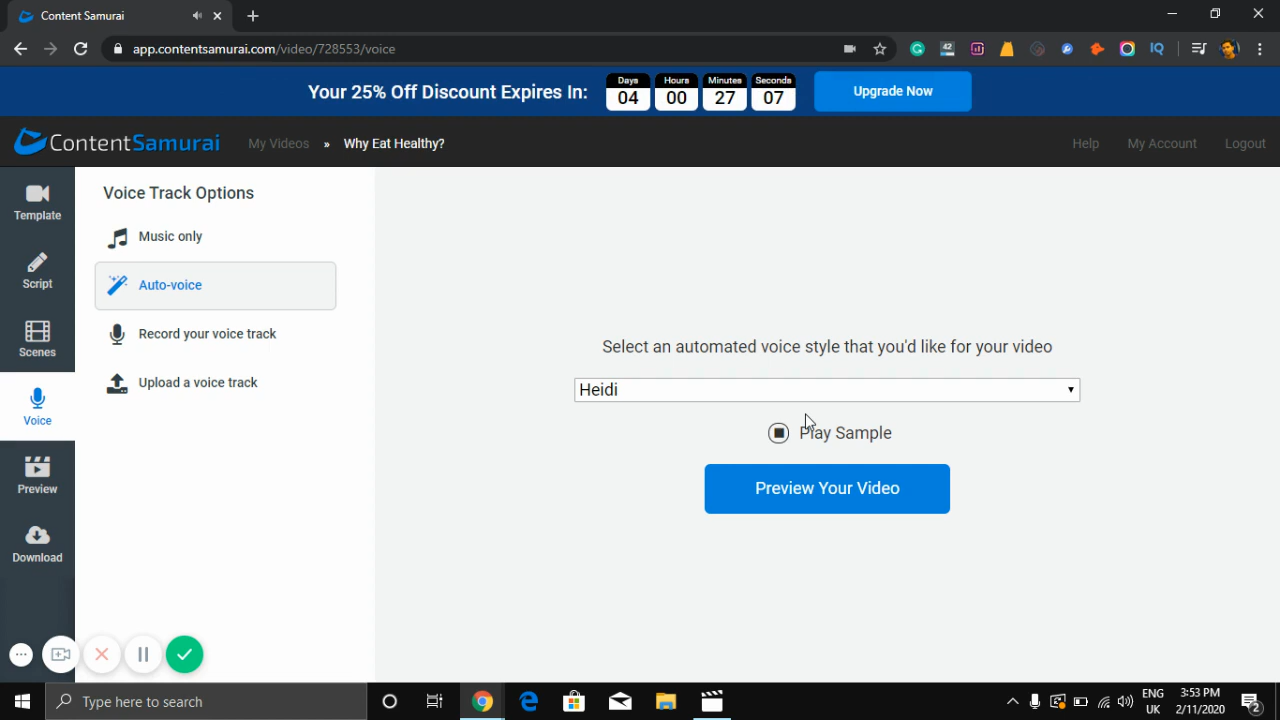 Content Samurai
app.contentsamurai.com/video/728553/voice
42
IQ
Your 25% Off Discount Expires In:
Days
04
Hours
00
Minutes
27
Seconds
07
Upgrade Now
ContentSamurai
My Videos » Why Eat Healthy?
Help
My Account
Logout
Template
Script
Scenes
Voice
Preview
Download
Voice Track Options
Music only
Auto-voice
Record your voice track
Upload a voice track
Select an automated voice style that you'd like for your video
Heidi
Play Sample
Preview Your Video
Type here to search
ENG
UK
3:53 PM
2/11/2020
2